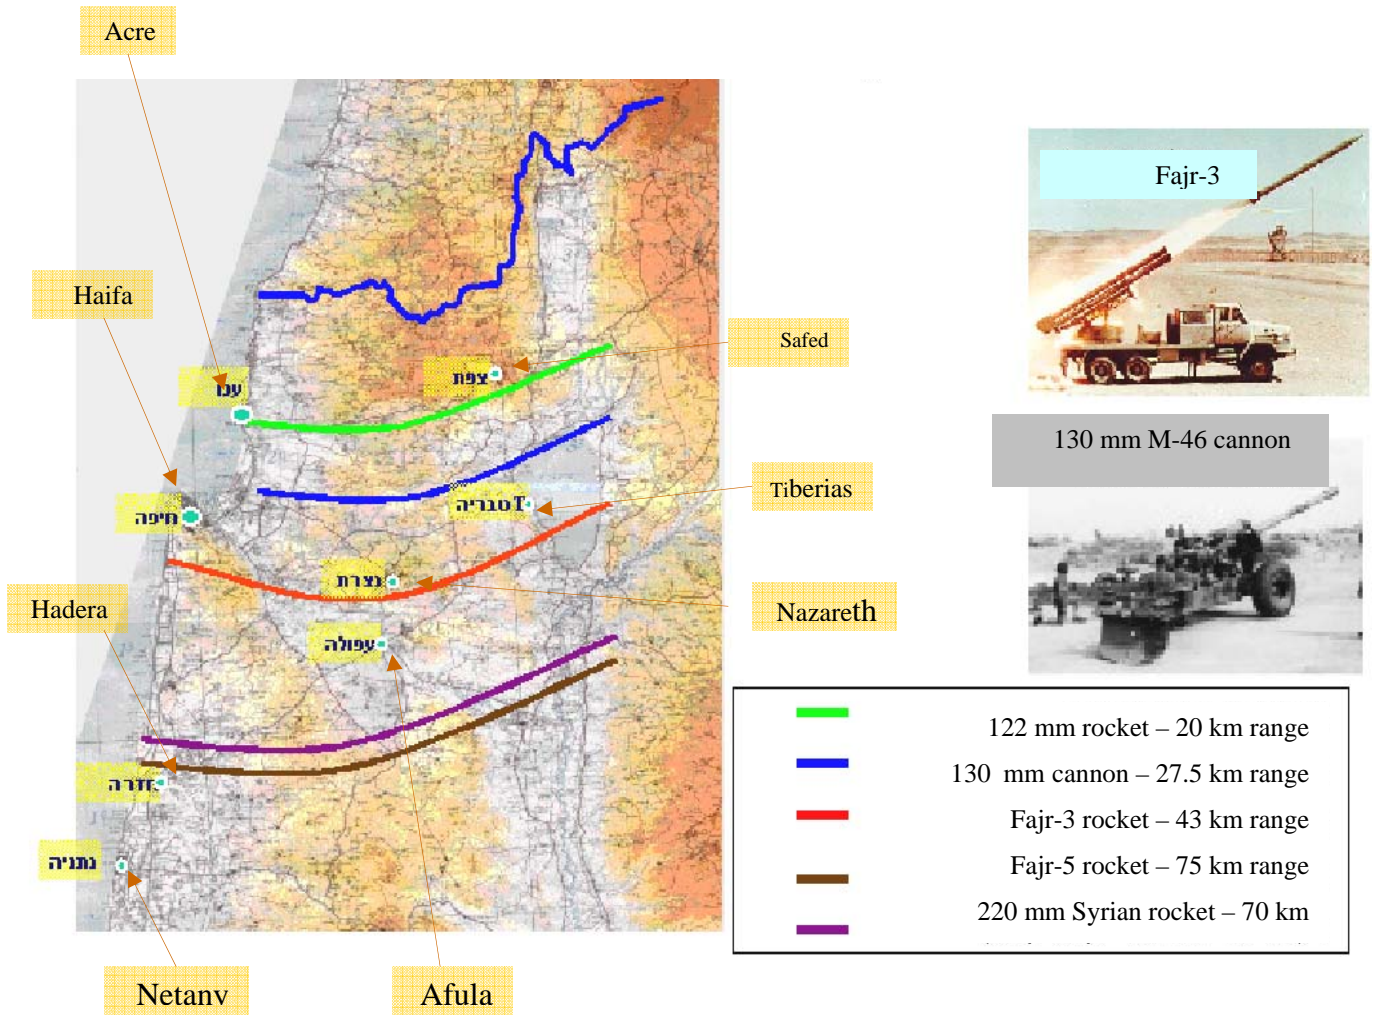 Acre
Fajr-3
Haifa
Safed
עכו
צפת
130 mm M-46 cannon
Tiberias
חיפה
טבריה
Hadera
נצרת
Nazareth
עפולה
122 mm rocket – 20 km range
130 mm cannon – 27.5 km range
חדרה
Fajr-3 rocket – 43 km range
נתניה
Fajr-5 rocket – 75 km range
220 mm Syrian rocket – 70 km
Netanv
Afula